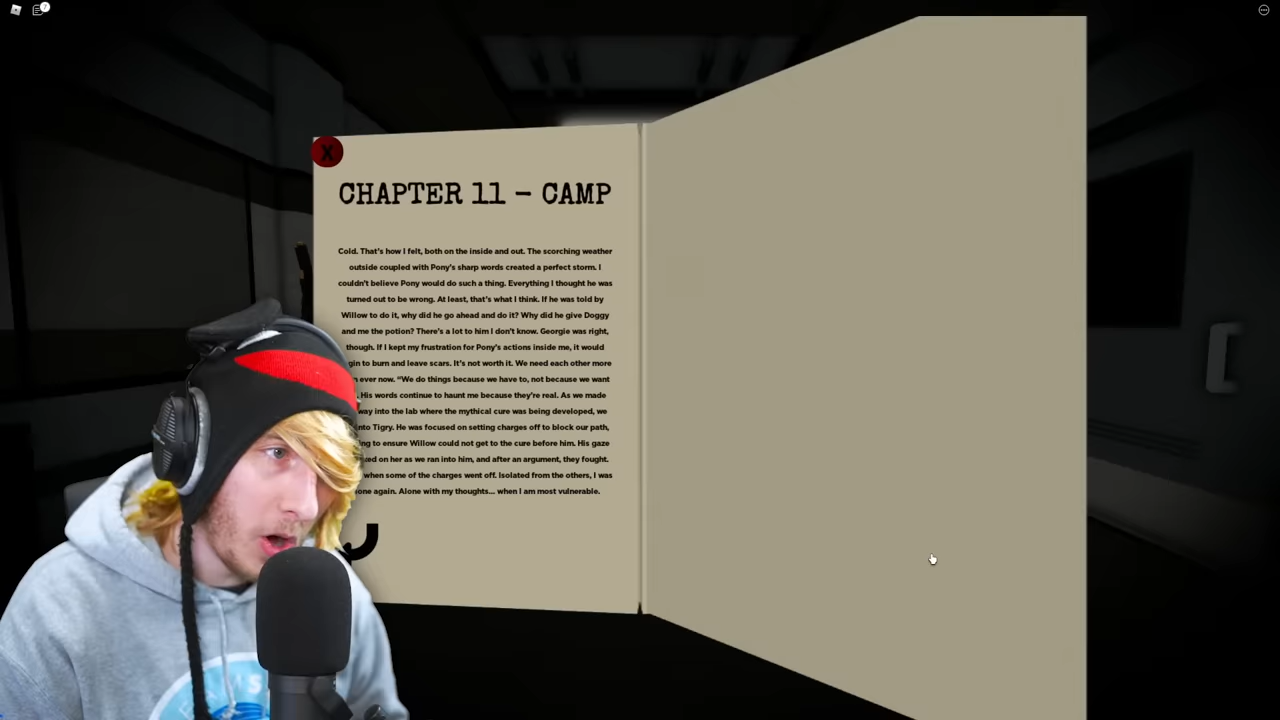 7
X
CHAPTER 11 - CAMP
Cold. That's how I felt, both on the inside and out. The scorching weather
outside coupled with Pony's sharp words created a perfect storm. I
couldn't believe Pony would do such a thing. Everything I thought he was
turned out to be wrong. At least, that's what I think. If he was told by
Willow to do it, why did he go ahead and do it? Why did he give Doggy
and me the potion? There's a lot to him I don't know. Georgie was right,
though. If I kept my frustration for Pony's actions inside me, it would
to burn and leave scars. It's not worth it. We need each other more
ever now. "We do things because we have to, not because we want
His words continue to haunt me because they're real. As we made
way into the lab where the mythical cure was being developed, we
into Tigry. He was focused on setting charges off to block our path,
to ensure Willow could not get to the cure before him. His gaze
on her as we ran into him, and after an argument, they fought.
when some of the charges went off. Isolated from the others, I was
again. Alone with my thoughts... when I am most vulnerable.